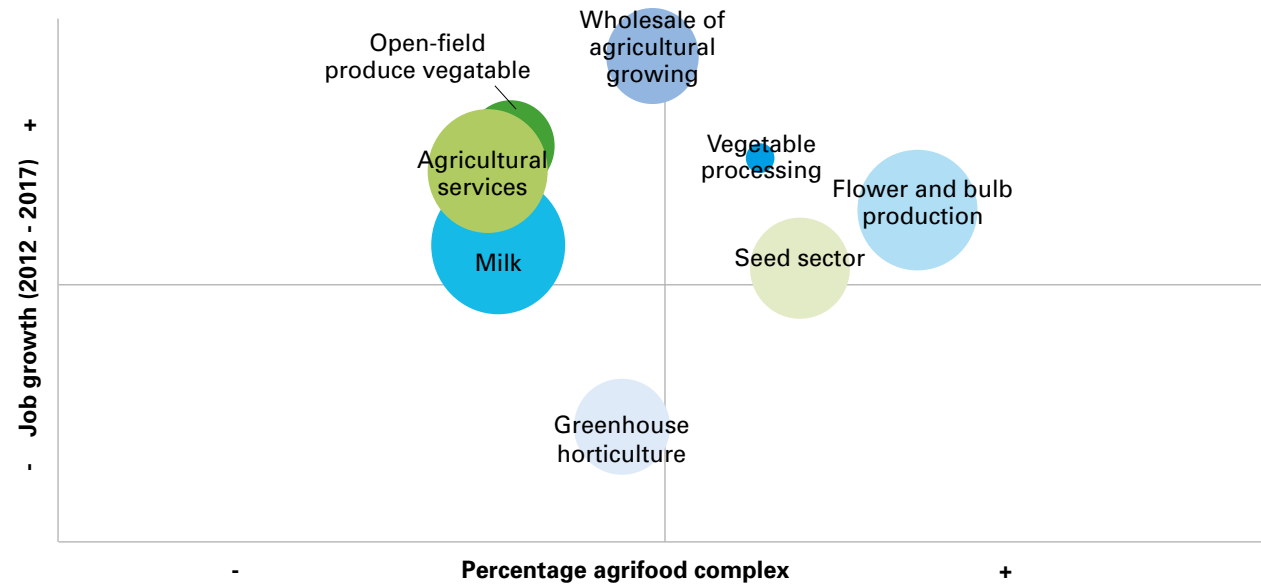 Wholesale of
agricultural
growing
Open-field
produce vegatable
Vegetable
processing
Agricultural
services
Flower and bulb
production
Seed sector
Milk
Greenhouse
horticulture
- Job growth (2012 - 2017) +
- Percentage agrifood complex +